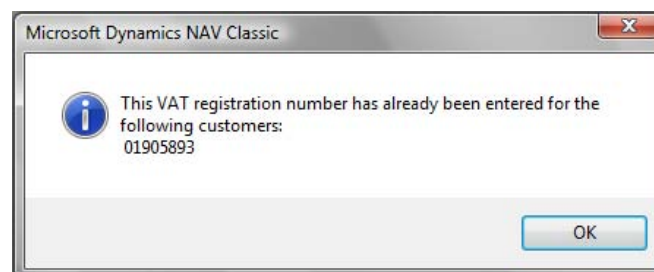 Microsoft Dynamics NAV Classic
This VAT registration number has already been entered for the
following customers:
01905893
OK